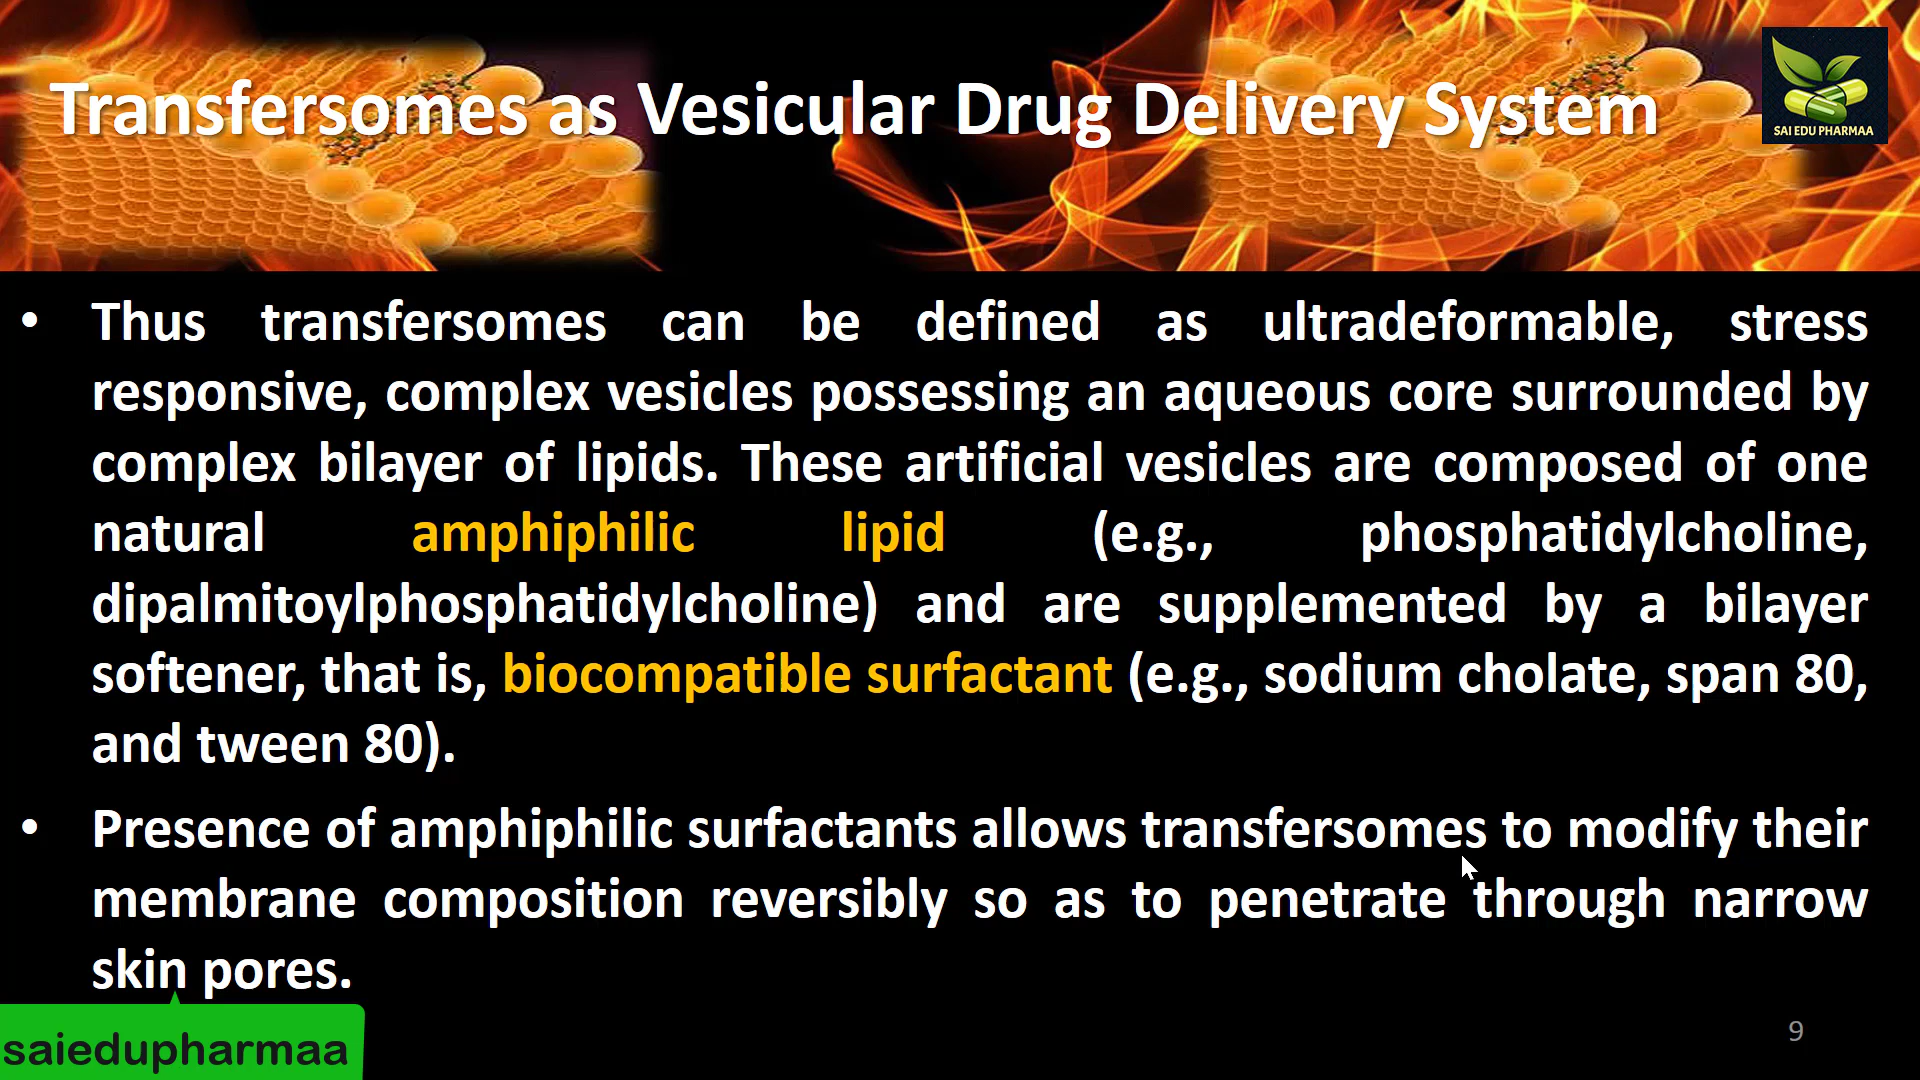 Transfersomes as Vesicular Drug Delivery System
SAI EDU PHARMAA
• Thus transfersomes can be defined as ultradeformable, stress
responsive, complex vesicles possessing an aqueous core surrounded by
complex bilayer of lipids. These artificial vesicles are composed of one
natural amphiphilic lipid (e.g., phosphatidylcholine,
dipalmitoylphosphatidylcholine) and are supplemented by a bilayer
softener, that is, biocompatible surfactant (e.g., sodium cholate, span 80,
and tween 80).
• Presence of amphiphilic surfactants allows transfersomes to modify their
membrane composition reversibly so as to penetrate through narrow
skin pores.
saiedupharmaa
9